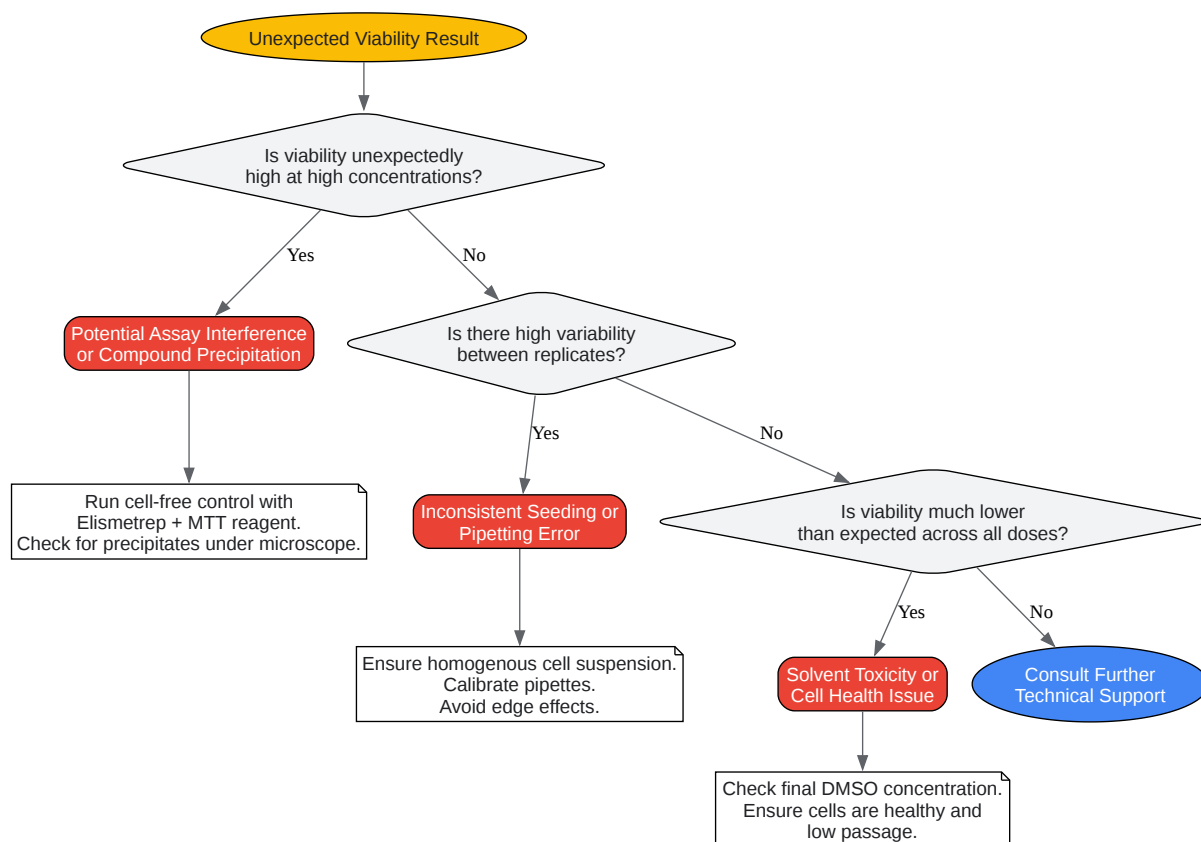 Unexpected Viability Result
Is viability unexpectedly
high at high concentrations?
Yes
No
Potential Assay Interference
or Compound Precipitation
Is there high variability
between replicates?
Yes
No
Run cell-free control with
Elismetrep + MTT reagent.
Check for precipitates under microscope.
Inconsistent Seeding or
Pipetting Error
Is viability much lower
than expected across all doses?
Yes
No
Ensure homogenous cell suspension.
Calibrate pipettes.
Avoid edge effects.
Solvent Toxicity or
Cell Health Issue
Consult Further
Technical Support
Check final DMSO concentration.
Ensure cells are healthy and
low passage.